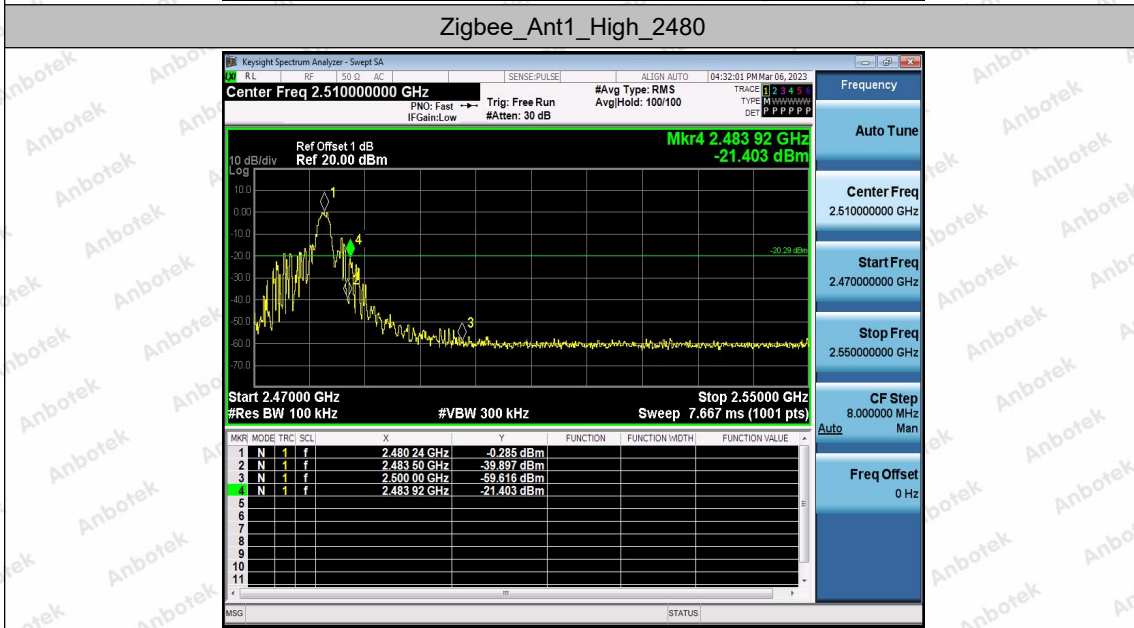 Zigbee_Ant1_High_2480
Keysight Spectrum Analyzer - Swept SA
LXI RL RF 50 Ω AC SENSE:PULSE ALIGN AUTO 04:32:01 PM Mar 06, 2023
Center Freq 2.510000000 GHz
PNO: Fast
IFGain:Low
Trig: Free Run
#Atten: 30 dB
#Avg Type: RMS
Avg|Hold: 100/100
TRACE 1 2 3 4 5 6
TYPE M W W W W W
DET P P P P P P
Mkr4 2.483 92 GHz
-21.403 dBm
Ref Offset 1 dB
10 dB/div Ref 20.00 dBm
Log
10.0
0.00
-10.0
-20.0
-30.0
-40.0
-50.0
-60.0
-70.0
1
4
2
3
-20.29 dBm
Start 2.47000 GHz Stop 2.55000 GHz
#Res BW 100 kHz #VBW 300 kHz Sweep 7.667 ms (1001 pts)
MKR MODE TRC SCL X Y FUNCTION FUNCTION WIDTH FUNCTION VALUE
1 N 1 f 2.480 24 GHz -0.285 dBm
2 N 1 f 2.483 50 GHz -39.897 dBm
3 N 1 f 2.500 00 GHz -59.616 dBm
4 N 1 f 2.483 92 GHz -21.403 dBm
5
6
7
8
9
10
11
MSG STATUS
Frequency
Auto Tune
Center Freq
2.510000000 GHz
Start Freq
2.470000000 GHz
Stop Freq
2.550000000 GHz
CF Step
8.000000 MHz
Auto Man
Freq Offset
0 Hz
Anbotek